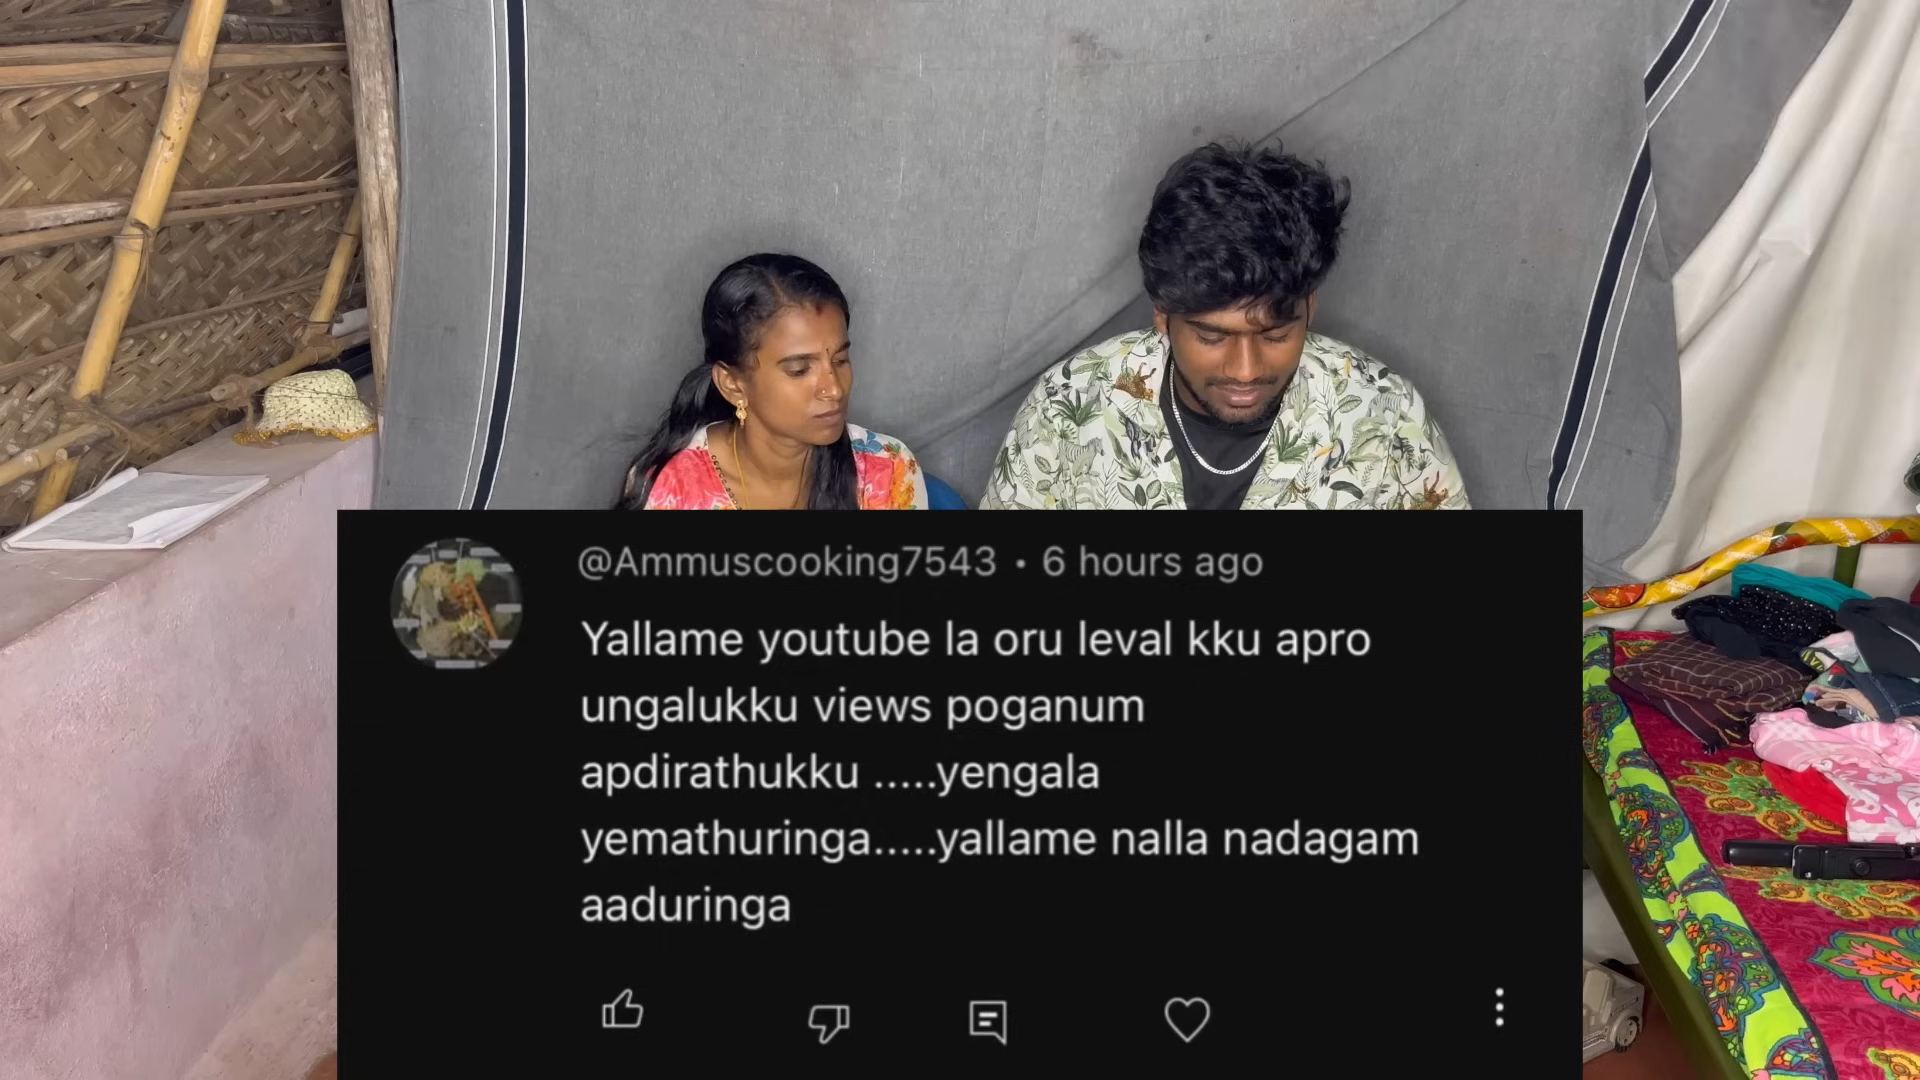 @Ammuscooking7543 • 6 hours ago
Yallame youtube la oru leval kku apro
ungalukku views poganum
apdirathukku .....yengala
yemathuringa.....yallame nalla nadagam
aaduringa